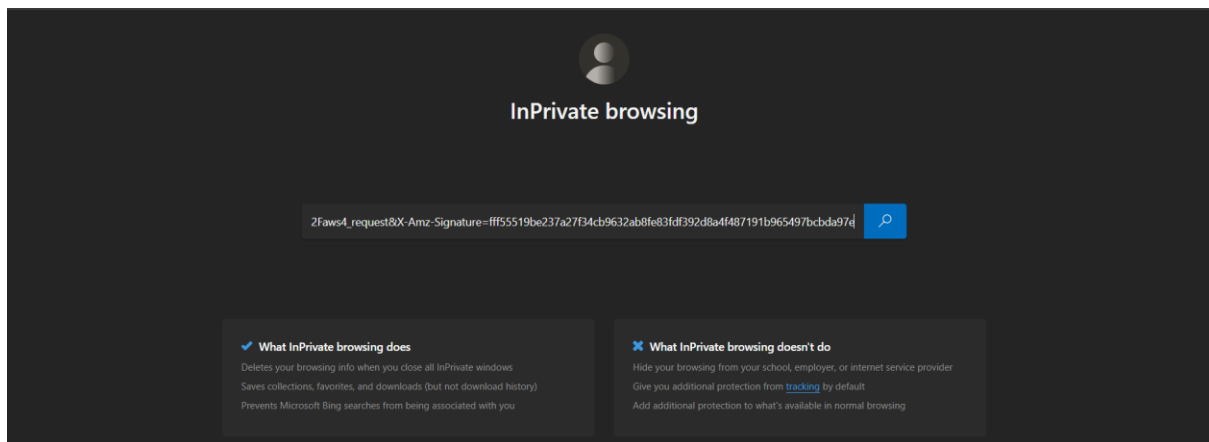 InPrivate browsing
2Faws4_request&X-Amz-Signature=fff55519be237a27f34cb9632ab8fe83fdf392d8a4f487191b965497bcbda97e
What InPrivate browsing does
Deletes your browsing info when you close all InPrivate windows
Saves collections, favorites, and downloads (but not download history)
Prevents Microsoft Bing searches from being associated with you
What InPrivate browsing doesn't do
Hide your browsing from your school, employer, or internet service provider
Give you additional protection from tracking by default
Add additional protection to what's available in normal browsing